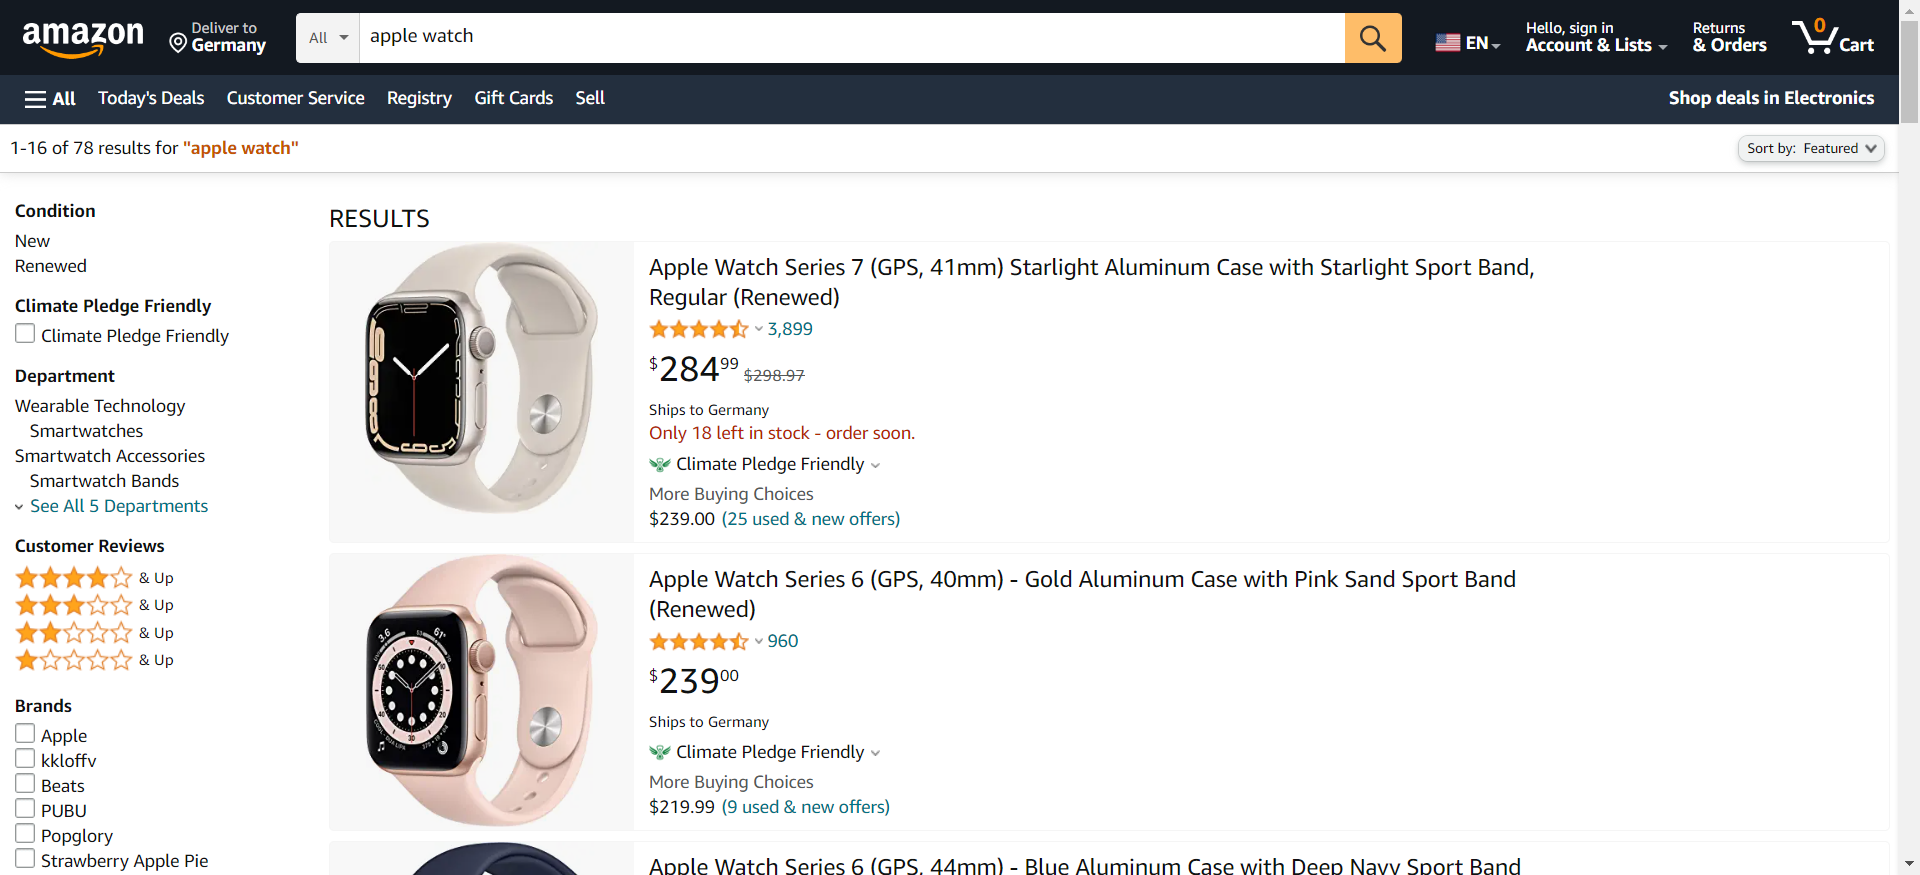 amazon
Deliver to
Germany
All
apple watch
EN
Hello, sign in
Account & Lists
Returns
& Orders
0
Cart
All
Today's Deals
Customer Service
Registry
Gift Cards
Sell
Shop deals in Electronics
1-16 of 78 results for "apple watch"
Sort by: Featured
Condition
New
Renewed
Climate Pledge Friendly
Climate Pledge Friendly
Department
Wearable Technology
Smartwatches
Smartwatch Accessories
Smartwatch Bands
See All 5 Departments
Customer Reviews
& Up
& Up
& Up
& Up
Brands
Apple
kkloffv
Beats
PUBU
Popglory
Strawberry Apple Pie
RESULTS
Apple Watch Series 7 (GPS, 41mm) Starlight Aluminum Case with Starlight Sport Band,
Regular (Renewed)
3,899
$284.99 $298.97
Ships to Germany
Only 18 left in stock - order soon.
Climate Pledge Friendly
More Buying Choices
$239.00 (25 used & new offers)
Apple Watch Series 6 (GPS, 40mm) - Gold Aluminum Case with Pink Sand Sport Band
(Renewed)
960
$239.00
Ships to Germany
Climate Pledge Friendly
More Buying Choices
$219.99 (9 used & new offers)
Apple Watch Series 6 (GPS, 44mm) - Blue Aluminum Case with Deep Navy Sport Band